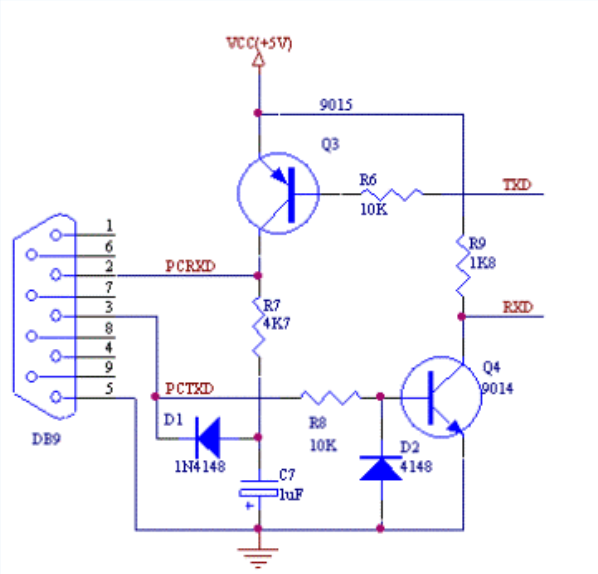 VCC(+5V)
9015
Q3
R6
10K
TXD
R9
1K8
1
6
2
PCRXD
7
R7
4K7
3
RXD
8
4
9
Q4
9014
5
PCTXD
D1
R8
10K
DB9
1N4148
D2
4148
C7
1uF
+